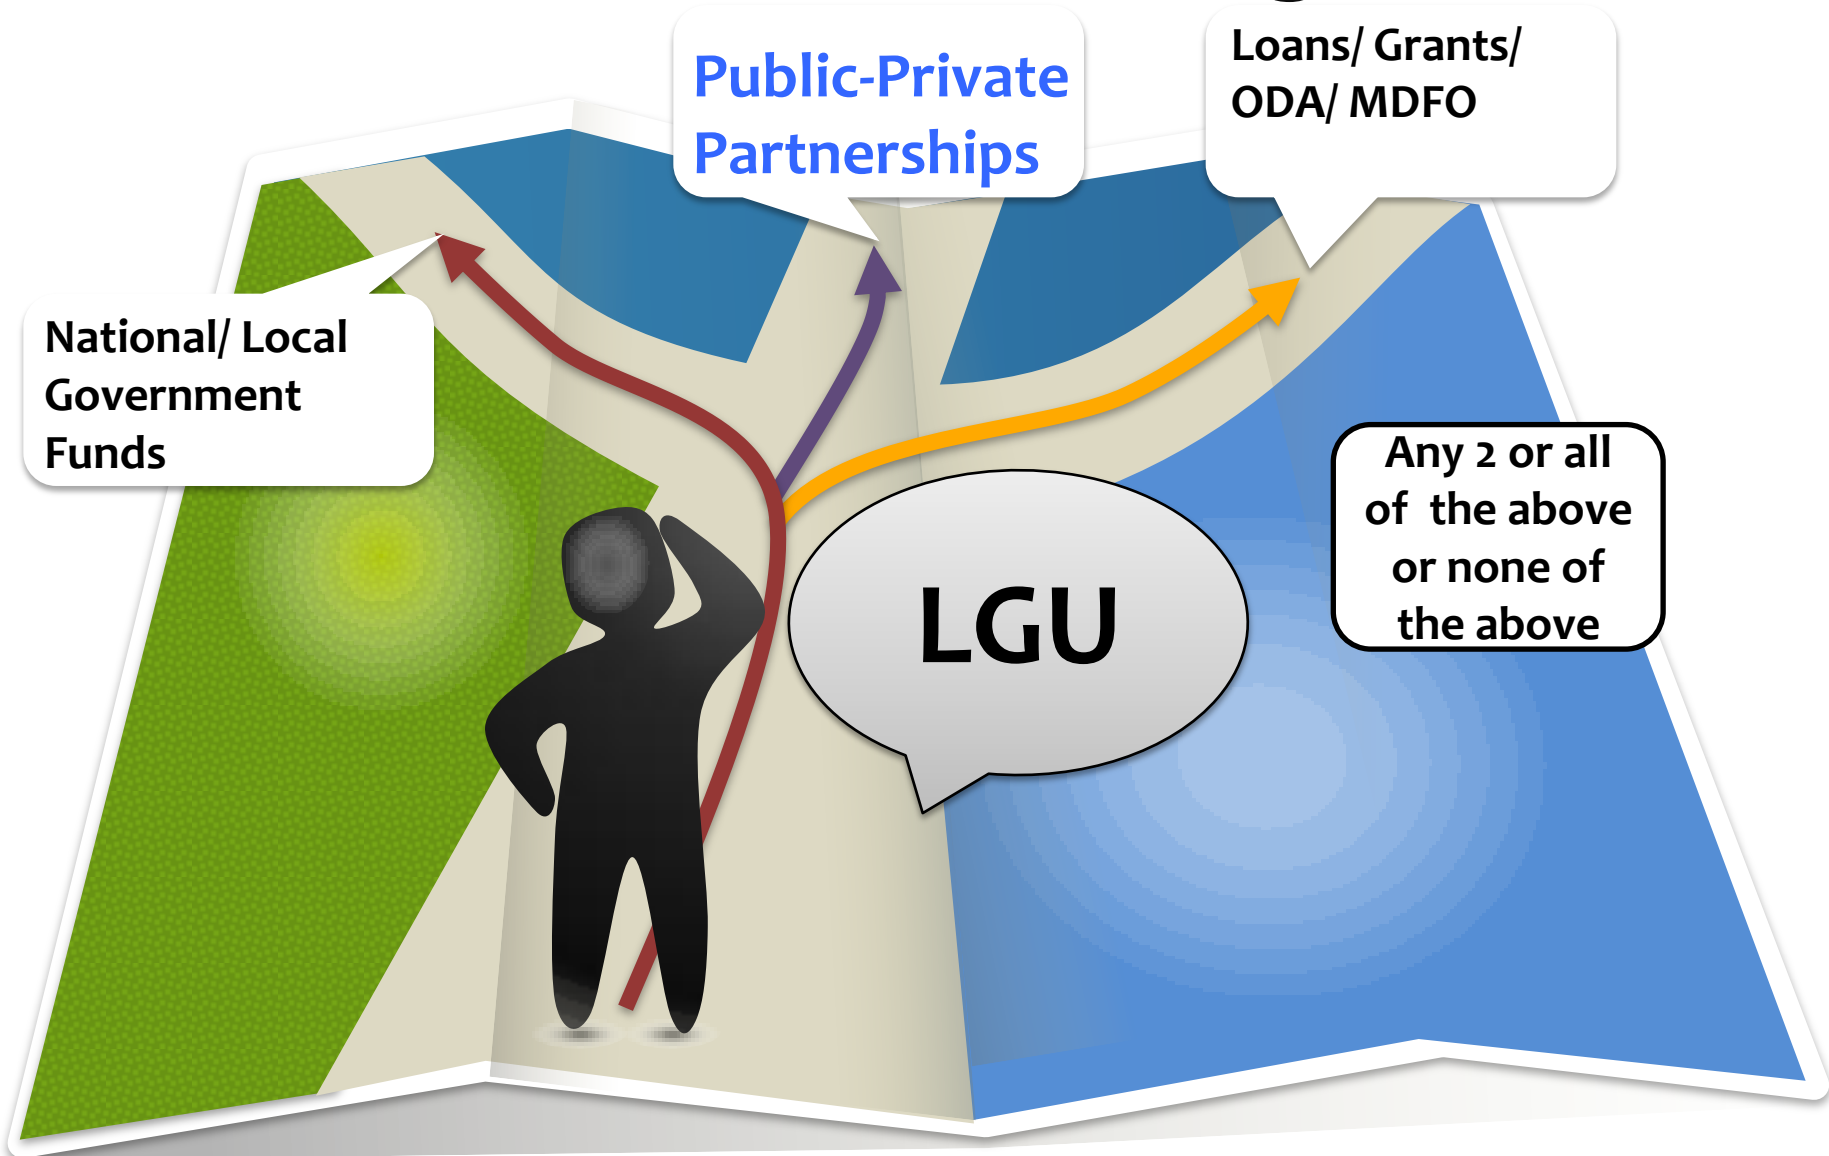 Public-Private
Partnerships
Loans/ Grants/
ODA/ MDFO
National/ Local
Government
Funds
Any 2 or all
of the above
or none of
the above
LGU